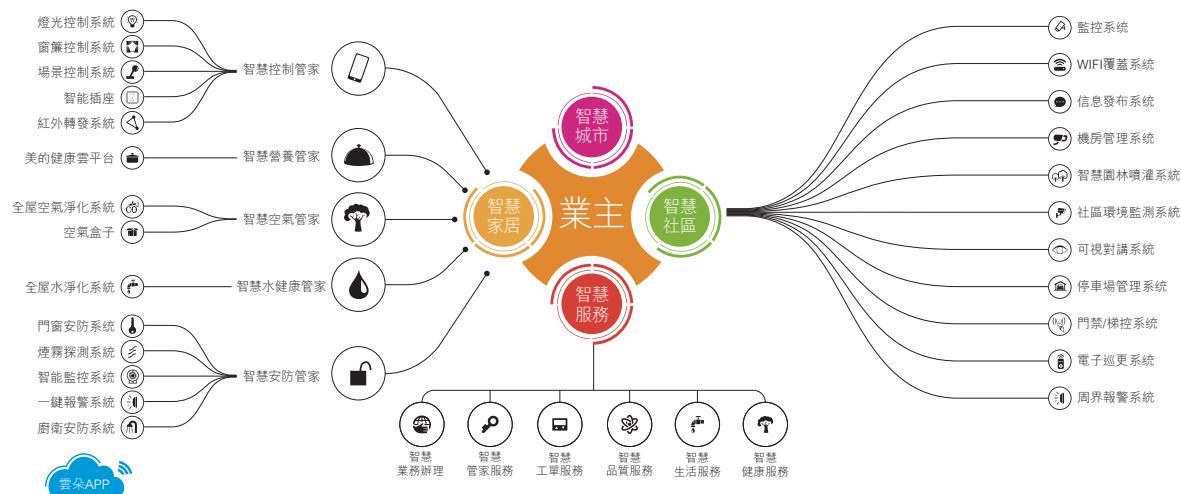 燈光控制系統
窗簾控制系統
場景控制系統
智能插座
紅外轉發系統
智慧控制管家
美的健康雲平台
智慧營養管家
全屋空氣淨化系統
空氣盒子
智慧空氣管家
全屋水淨化系統
智慧水健康管家
門窗安防系統
煙霧探測系統
智能監控系統
一鍵報警系統
廚衛安防系統
智慧安防管家
雲朵APP
智慧
城市
智慧
家居
業主
智慧
社區
智慧
服務
智慧
業務辦理
智慧
管家服務
智慧
工單服務
智慧
品質服務
智慧
生活服務
智慧
健康服務
監控系統
WIFI覆蓋系統
信息發布系統
機房管理系統
智慧園林噴灌系統
社區環境監測系統
可視對講系統
停車場管理系統
門禁/梯控系統
電子巡更系統
周界報警系統